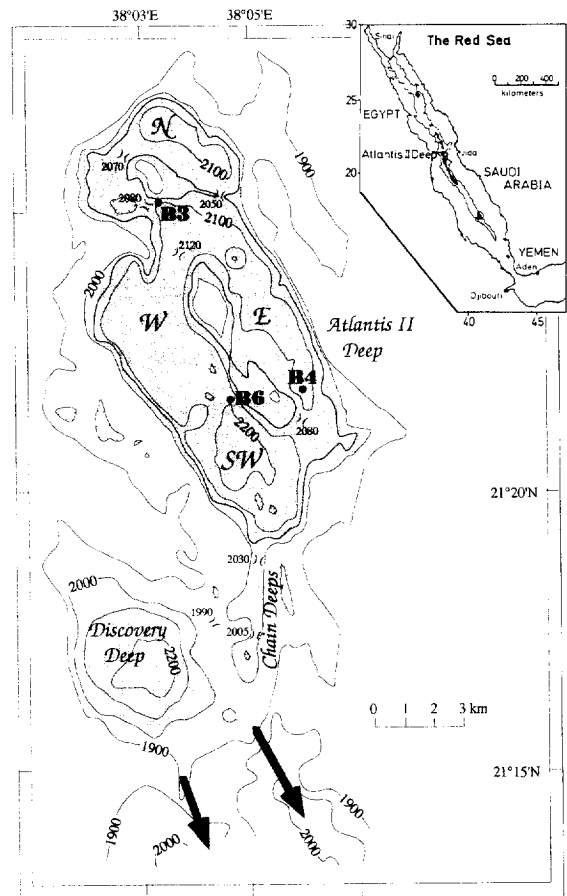 38°03'E
38°05'E
30
The Red Sea
Sinai
0 200 400
kilometers
25
EGYPT
Atlantis II Deep
20
SAUDI
ARABIA
YEMEN
Aden
Djibouti
40
45
N
2070
2100
1900
2080
2050
B3
2100
2120
2000
W
E
Atlantis II
Deep
B4
B6
2200
2080
SW
21°20'N
2030
2000
1990
Discovery
Deep
2005
2200
Chain Deeps
0 1 2 3 km
1900
21°15'N
1900
1900
2000
2000